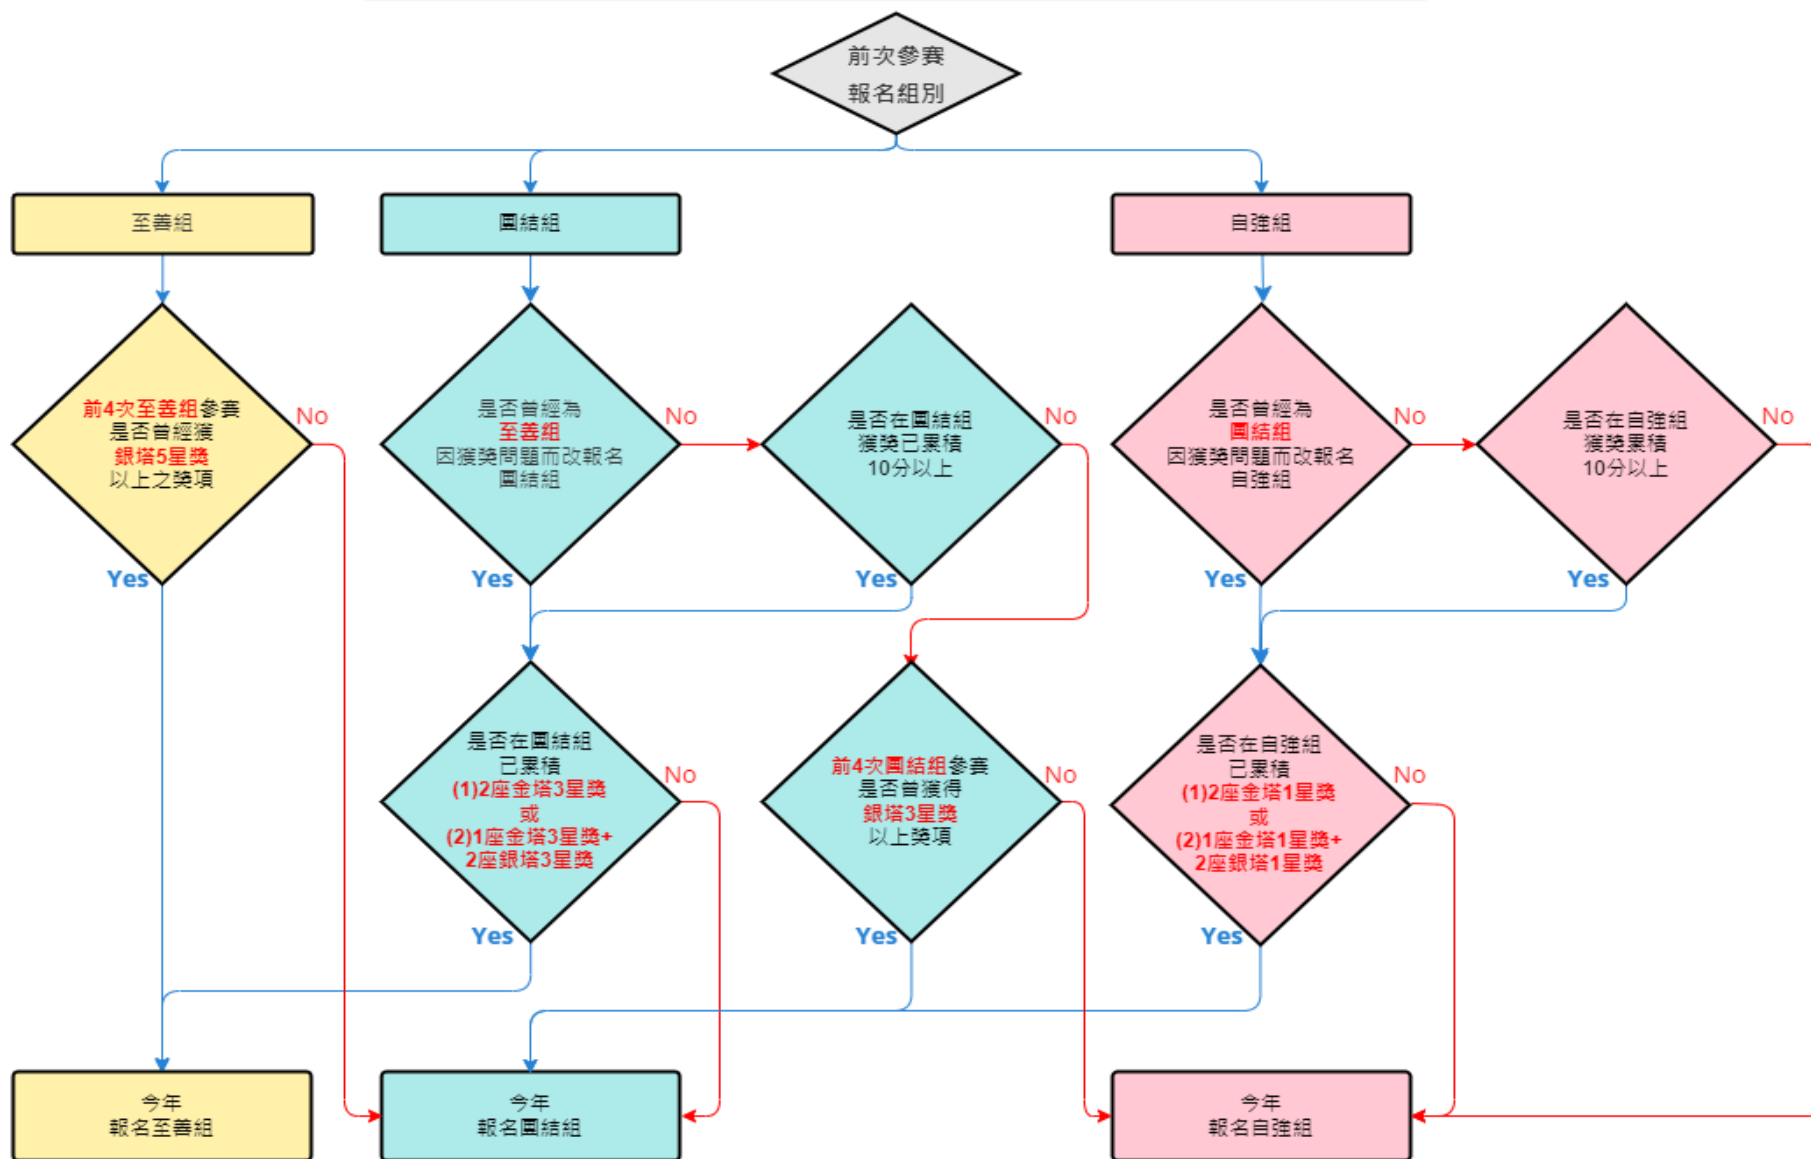 前次參賽
報名組別
至善組
團結組
自強組
前4次至善組參賽
是否曾經獲
銀塔5星獎
以上之獎項
No
Yes
是否曾經為
至善組
因獲獎問題而改報名
團結組
No
Yes
是否在團結組
獲獎已累積
10分以上
No
Yes
是否曾經為
團結組
因獲獎問題而改報名
自強組
No
Yes
是否在自強組
獲獎累積
10分以上
No
Yes
是否在團結組
已累積
(1)2座金塔3星獎
或
(2)1座金塔3星獎+
2座銀塔3星獎
No
Yes
前4次團結組參賽
是否曾獲得
銀塔3星獎
以上獎項
No
Yes
是否在自強組
已累積
(1)2座金塔1星獎
或
(2)1座金塔1星獎+
2座銀塔1星獎
No
Yes
今年
報名至善組
今年
報名團結組
今年
報名自強組